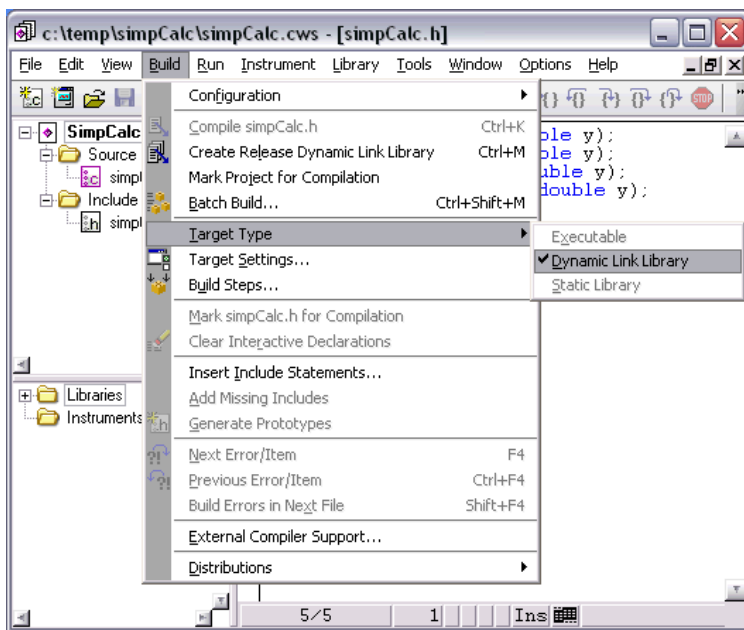 c:\temp\simpCalc\simpCalc.cws - [simpCalc.h]
File Edit View Build Run Instrument Library Tools Window Options Help
Configuration
SimpCalc
Compile simpCalc.h Ctrl+K
Source
Create Release Dynamic Link Library Ctrl+M
Mark Project for Compilation
Include
Batch Build... Ctrl+Shift+M
y);
y);
double y);
Target Type
Executable
Dynamic Link Library
Static Library
Target Settings...
Build Steps...
Mark simpCalc.h for Compilation
Clear Interactive Declarations
Insert Include Statements...
Libraries
Add Missing Includes
Instruments
Generate Prototypes
Next Error/Item F4
Previous Error/Item Ctrl+F4
Build Errors in Next File Shift+F4
External Compiler Support...
Distributions
5/5 1 Ins
STOP